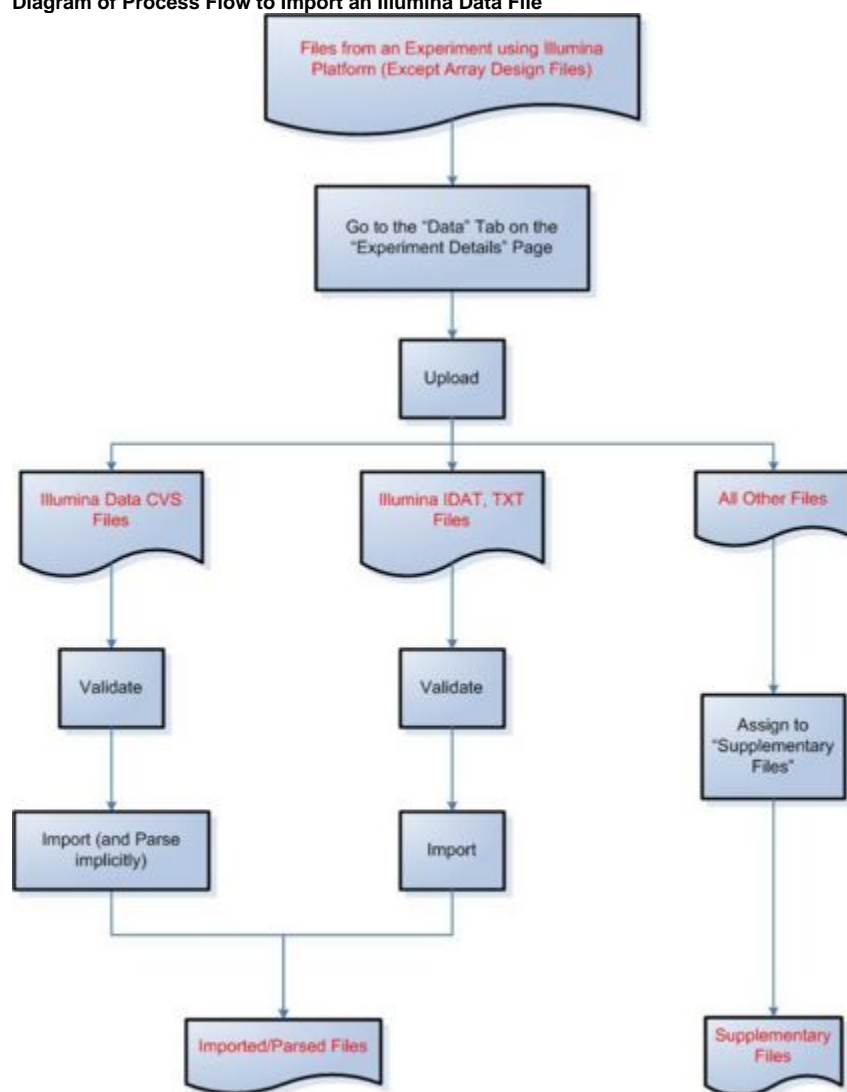 Diagram of Process Flow to Import an Illumina Data File
Files from an Experiment using Illumina
Platform (Except Array Design Files)
Go to the “Data” Tab on the
“Experiment Details” Page
Upload
Illumina Data CVS
Files
Illumina IDAT, TXT
Files
All Other Files
Validate
Validate
Assign to
“Supplementary
Files”
Import (and Parse
implicitly)
Import
Imported/Parsed Files
Supplementary
Files